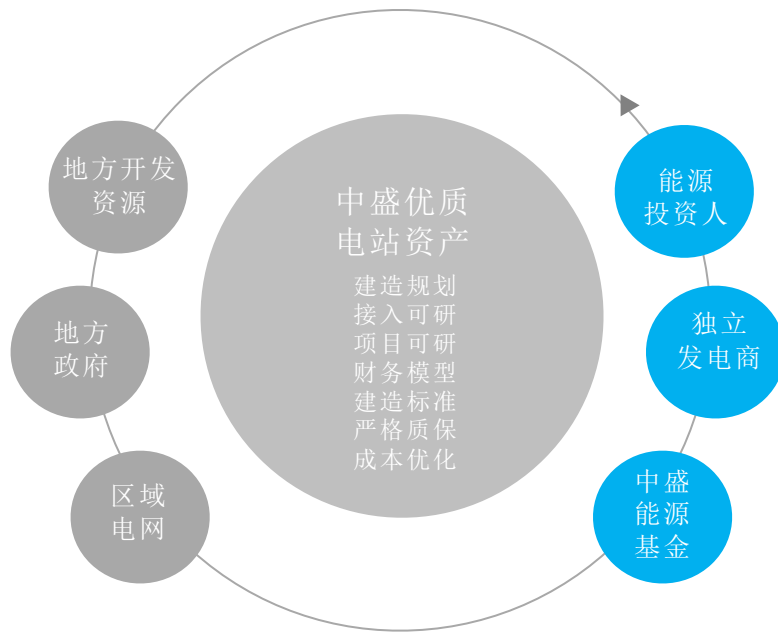 地方开发
资源
地方
政府
区域
电网
中盛优质
电站资产
建造规划
接入可研
项目可研
财务模型
建造标准
严格质保
成本优化
能源
投资人
独立
发电商
中盛
能源
基金